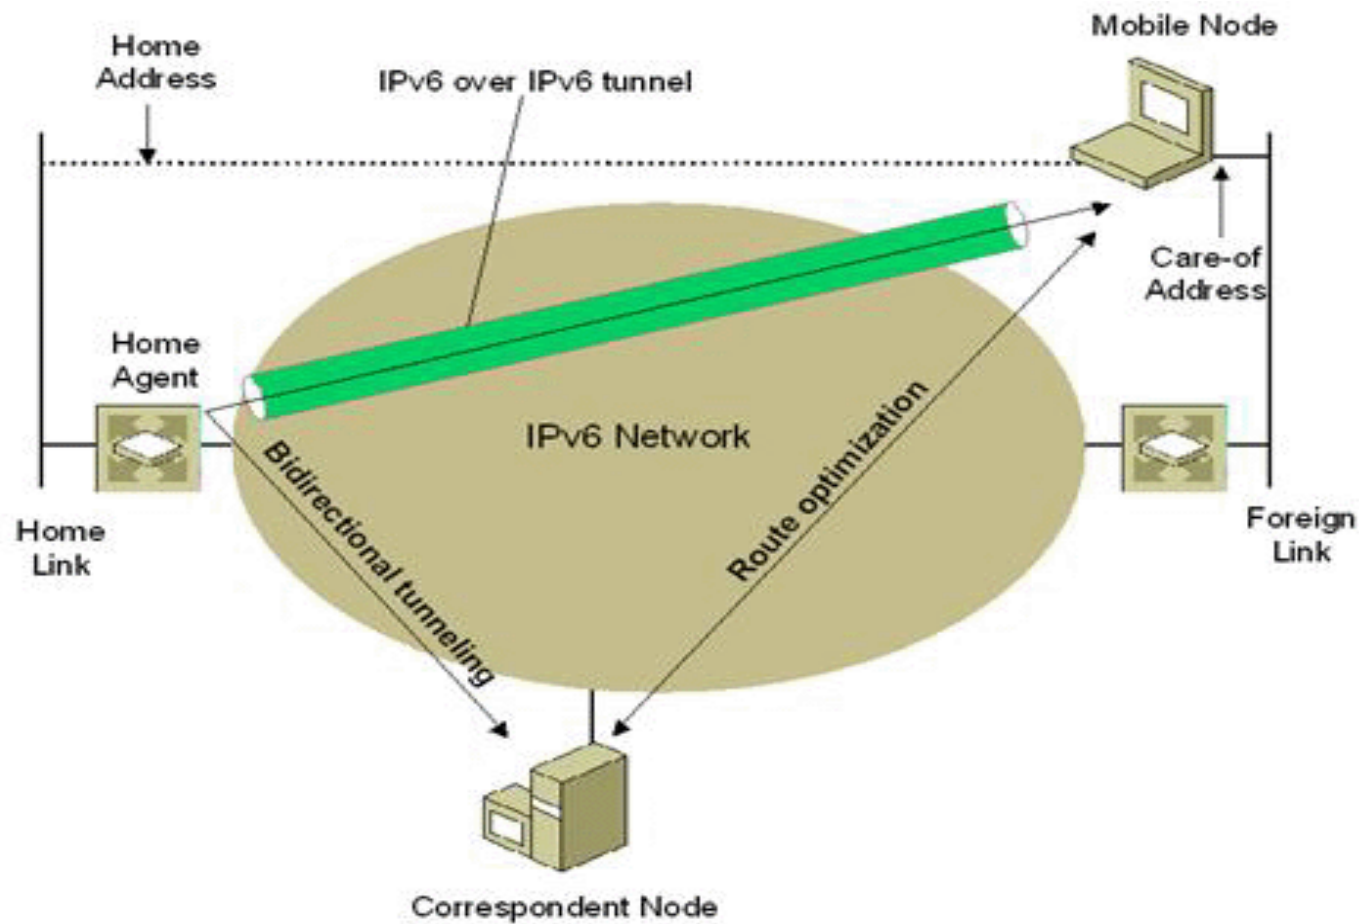 Mobile Node
Home
Address
IPv6 over IPv6 tunnel
Care-of
Address
Home
Agent
IPv6 Network
Bidirectional tunneling
Route optimization
Home
Link
Foreign
Link
Correspondent Node